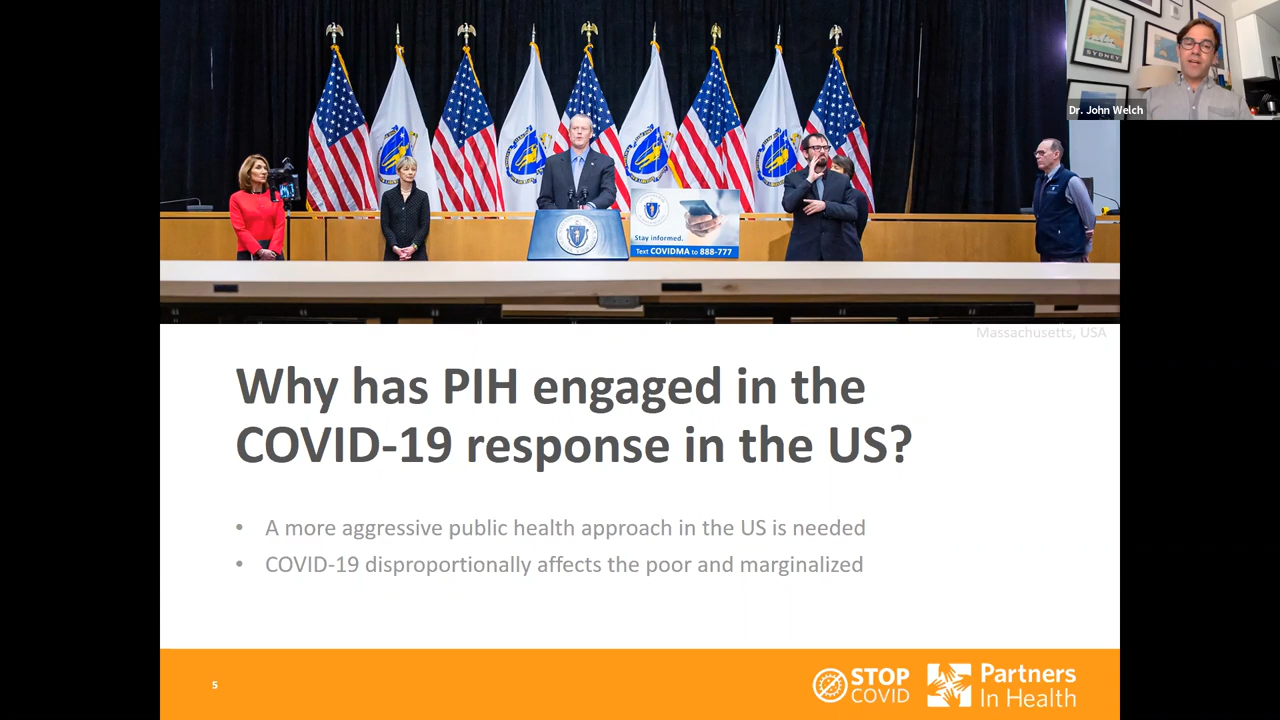 SYDNEY
Dr. John Welch
Stay informed.
Text COVIDMA to 888-777
Massachusetts, USA
Why has PIH engaged in the
COVID-19 response in the US?
• A more aggressive public health approach in the US is needed
• COVID-19 disproportionally affects the poor and marginalized
5
STOP
COVID
Partners
In Health